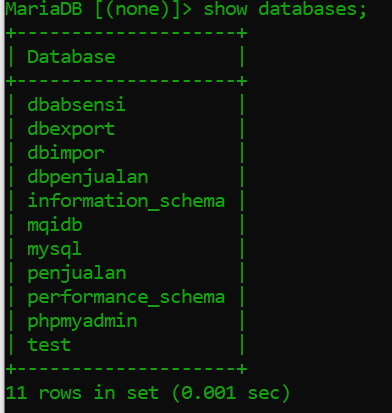 MariaDB [(none)]> show databases;
+--------------------+
| Database           |
+--------------------+
| dbabsensi          |
| dbexport           |
| dbimpor            |
| dbpenjualan        |
| information_schema |
| mqidb              |
| mysql              |
| penjualan          |
| performance_schema |
| phpmyadmin         |
| test               |
+--------------------+
11 rows in set (0.001 sec)